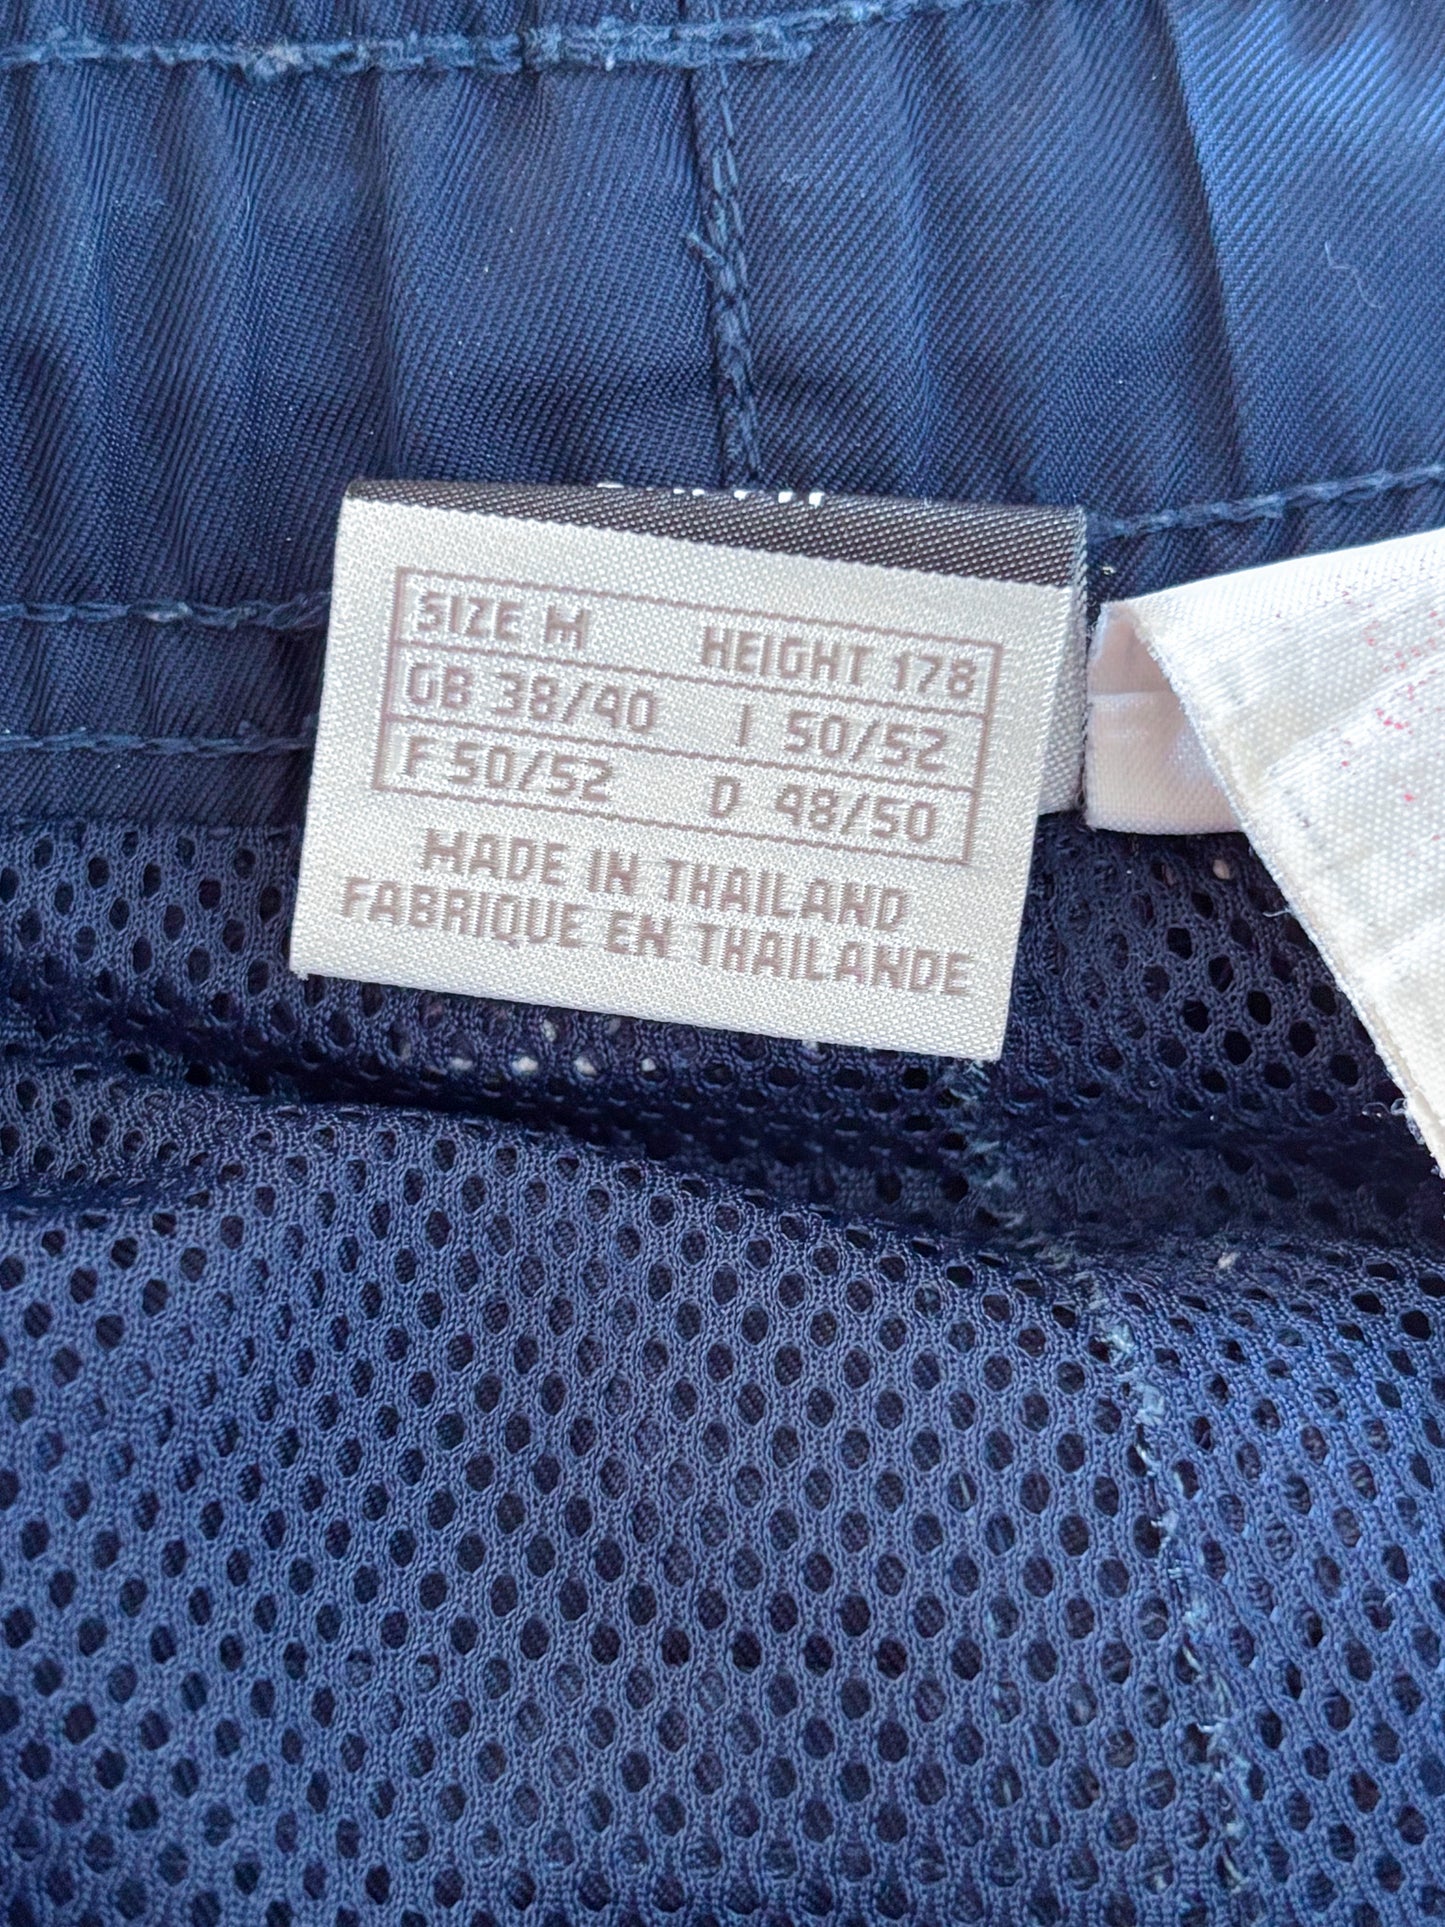 SIZE M HEIGHT 178
GB 38/40 I 50/52
F 50/52 D 48/50
MADE IN THAILAND
FABRIQUE EN THAILANDE